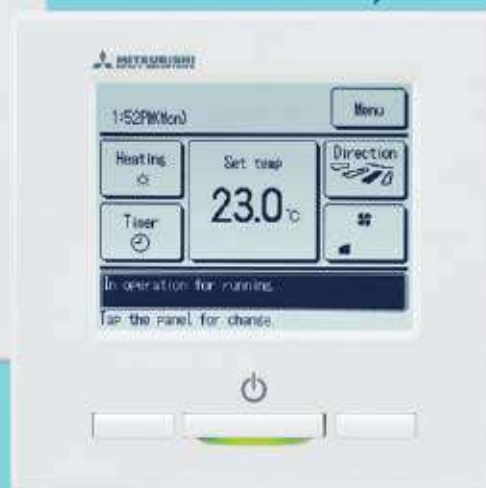 MITSUBISHI
1:52PM(Mon)
Menu
Heating
Set temp
Direction
23.0 °C
Timer
In operation for running.
Tap the panel for change.